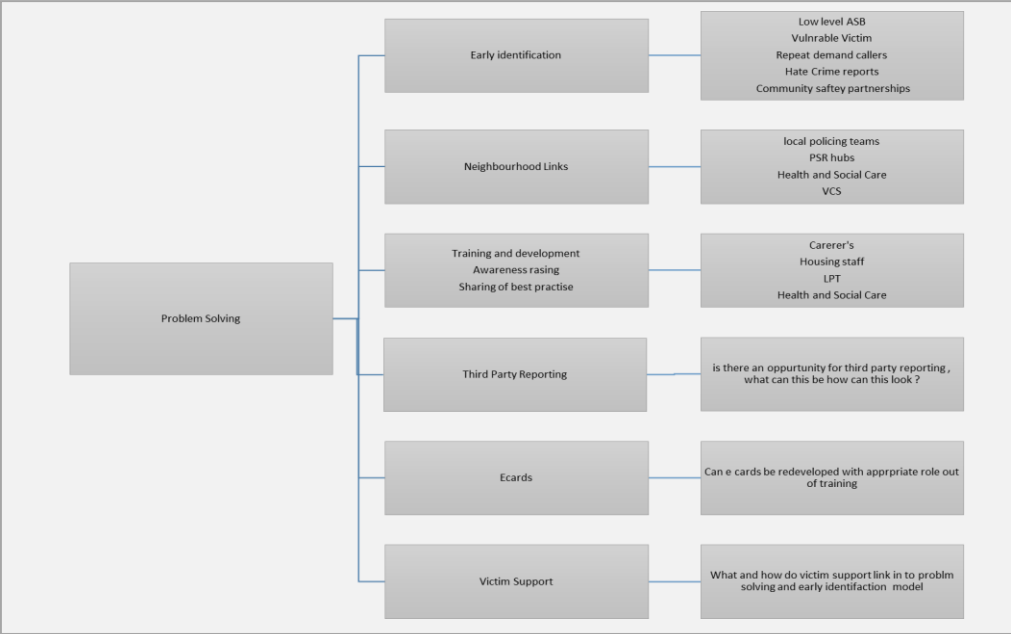 Problem Solving
Early identification
Low level ASB
Vulnrable Victim
Repeat demand callers
Hate Crime reports
Community saftey partnerships
Neighbourhood Links
local policing teams
PSR hubs
Health and Social Care
VCS
Training and development
Awareness rasing
Sharing of best practise
Carerer's
Housing staff
LPT
Health and Social Care
Third Party Reporting
is there an oppurtunity for third party reporting ,
what can this be how can this look ?
Ecards
Can e cards be redeveloped with apprpriate role out
of training
Victim Support
What and how do victim support link in to problm
solving and early identifaction model